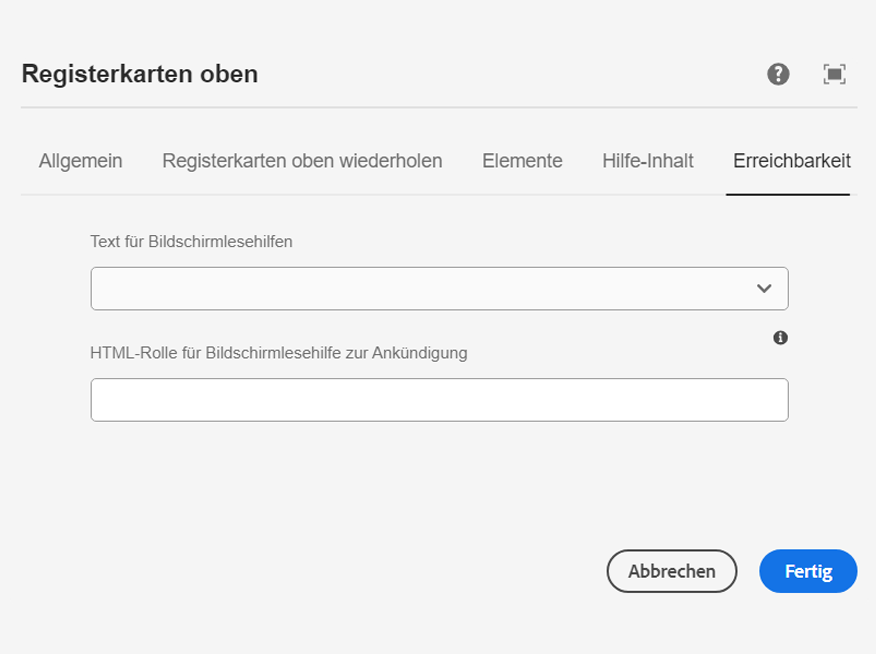 Registerkarten oben
Allgemein Registerkarten oben wiederholen Elemente Hilfe-Inhalt Erreichbarkeit
Text für Bildschirmlesehilfen
HTML-Rolle für Bildschirmlesehilfe zur Ankündigung
Abbrechen Fertig